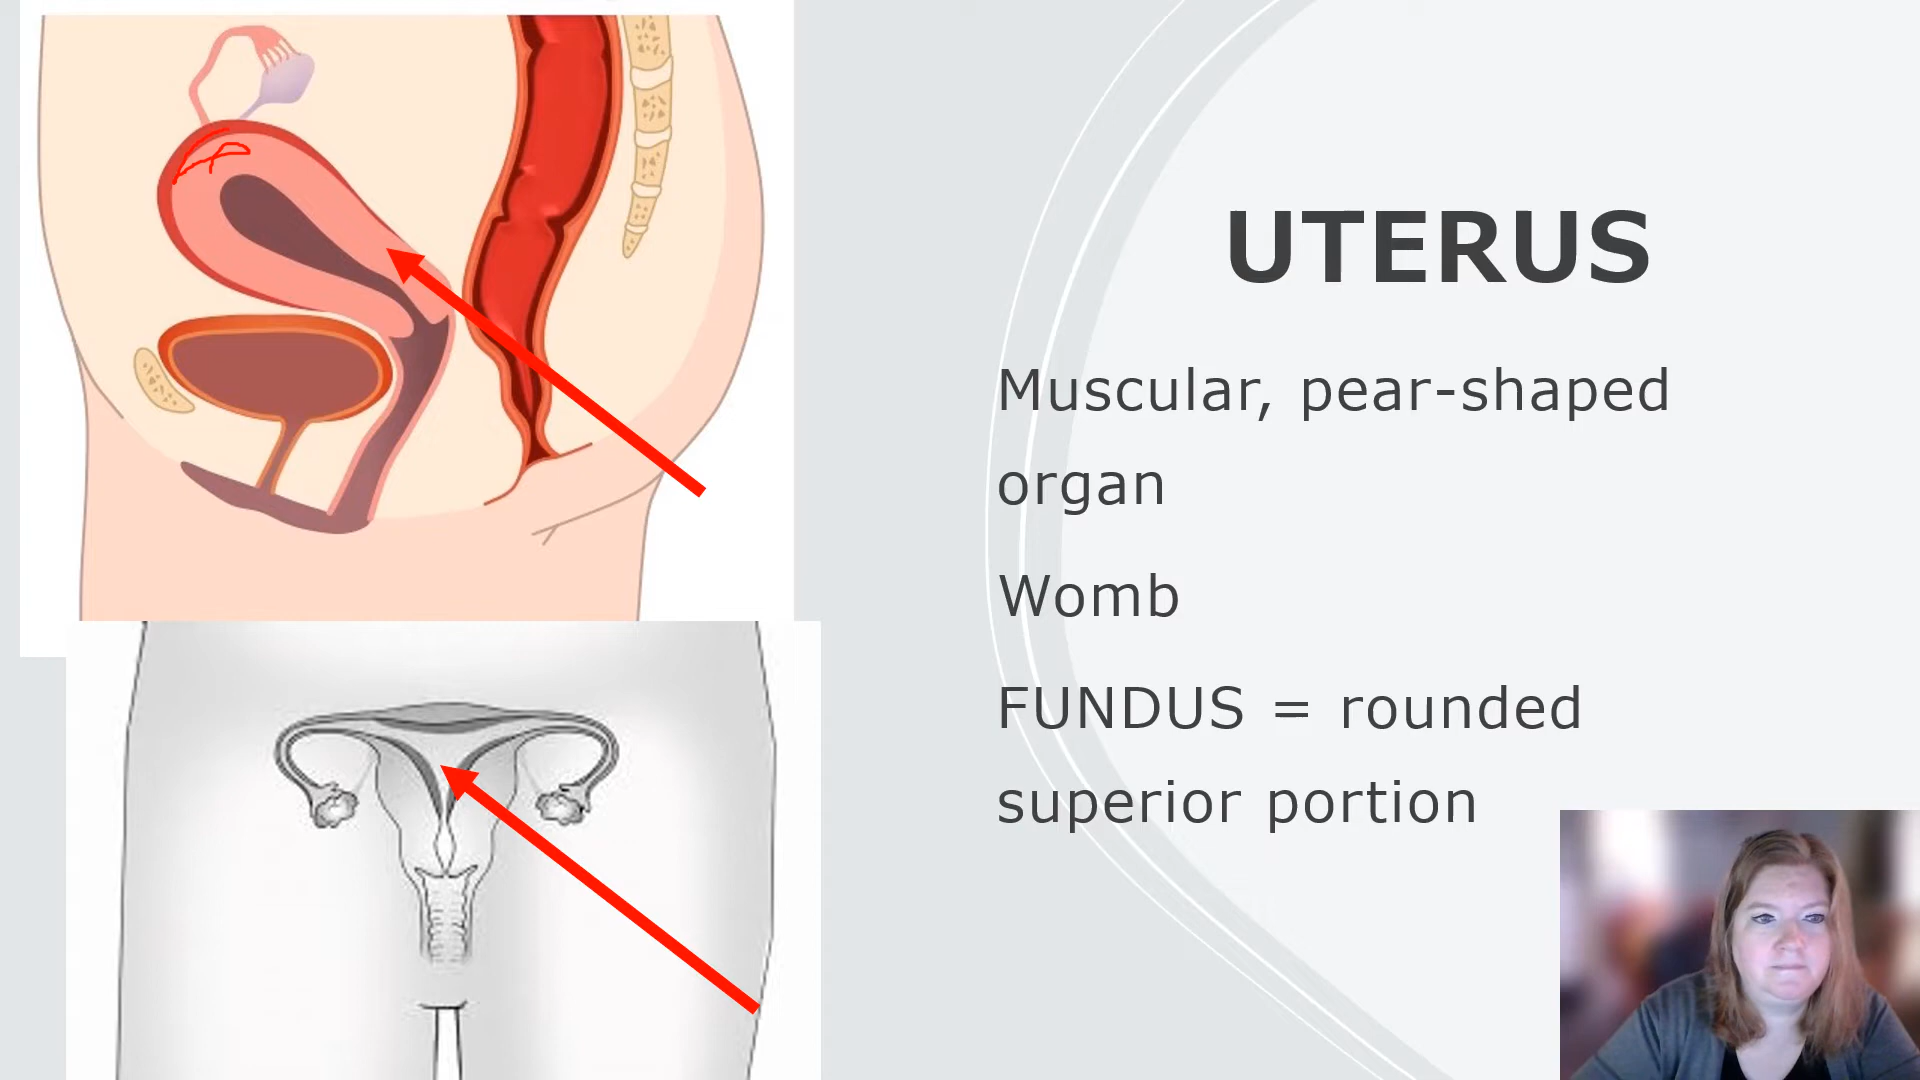 UTERUS
Muscular, pear-shaped
organ
Womb
FUNDUS = rounded
superior portion